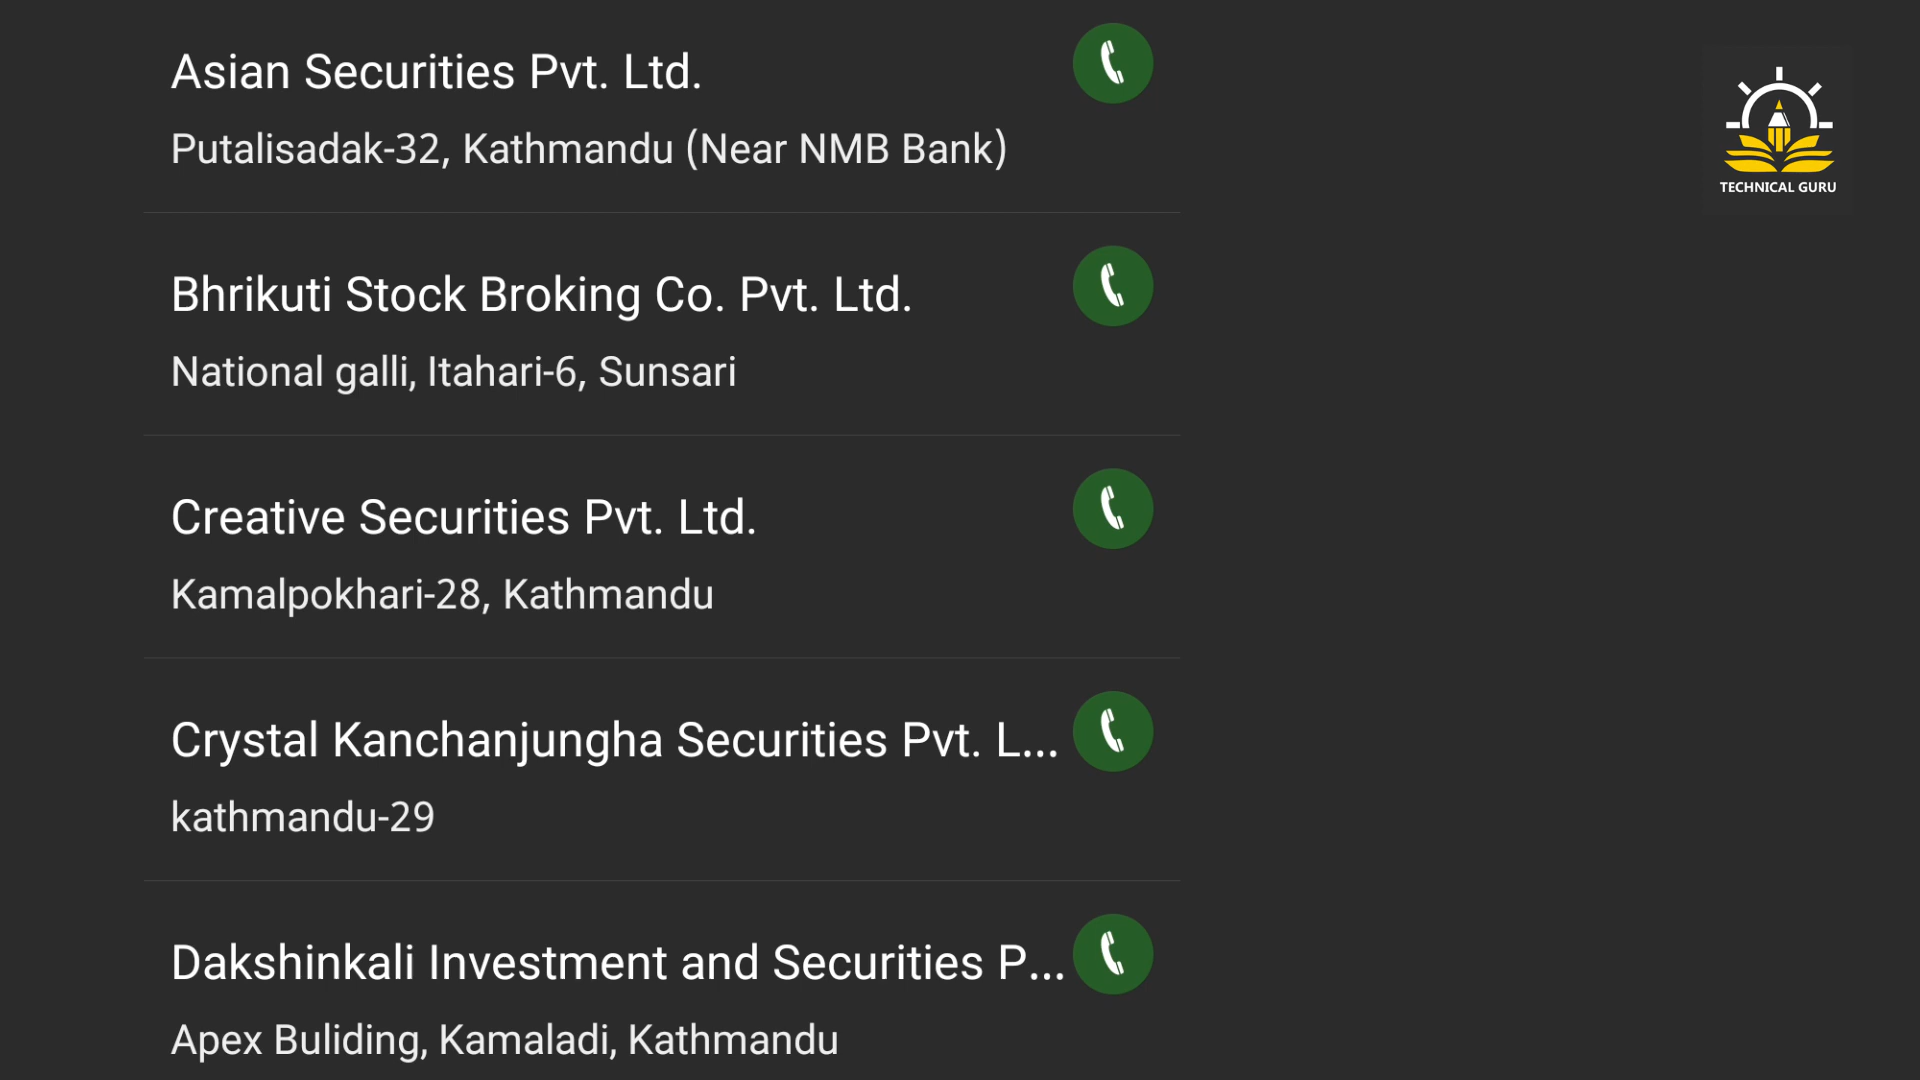 Asian Securities Pvt. Ltd.
Putalisadak-32, Kathmandu (Near NMB Bank)
Bhrikuti Stock Broking Co. Pvt. Ltd.
National galli, Itahari-6, Sunsari
Creative Securities Pvt. Ltd.
Kamalpokhari-28, Kathmandu
Crystal Kanchanjungha Securities Pvt. L...
kathmandu-29
Dakshinkali Investment and Securities P...
Apex Buliding, Kamaladi, Kathmandu
TECHNICAL GURU